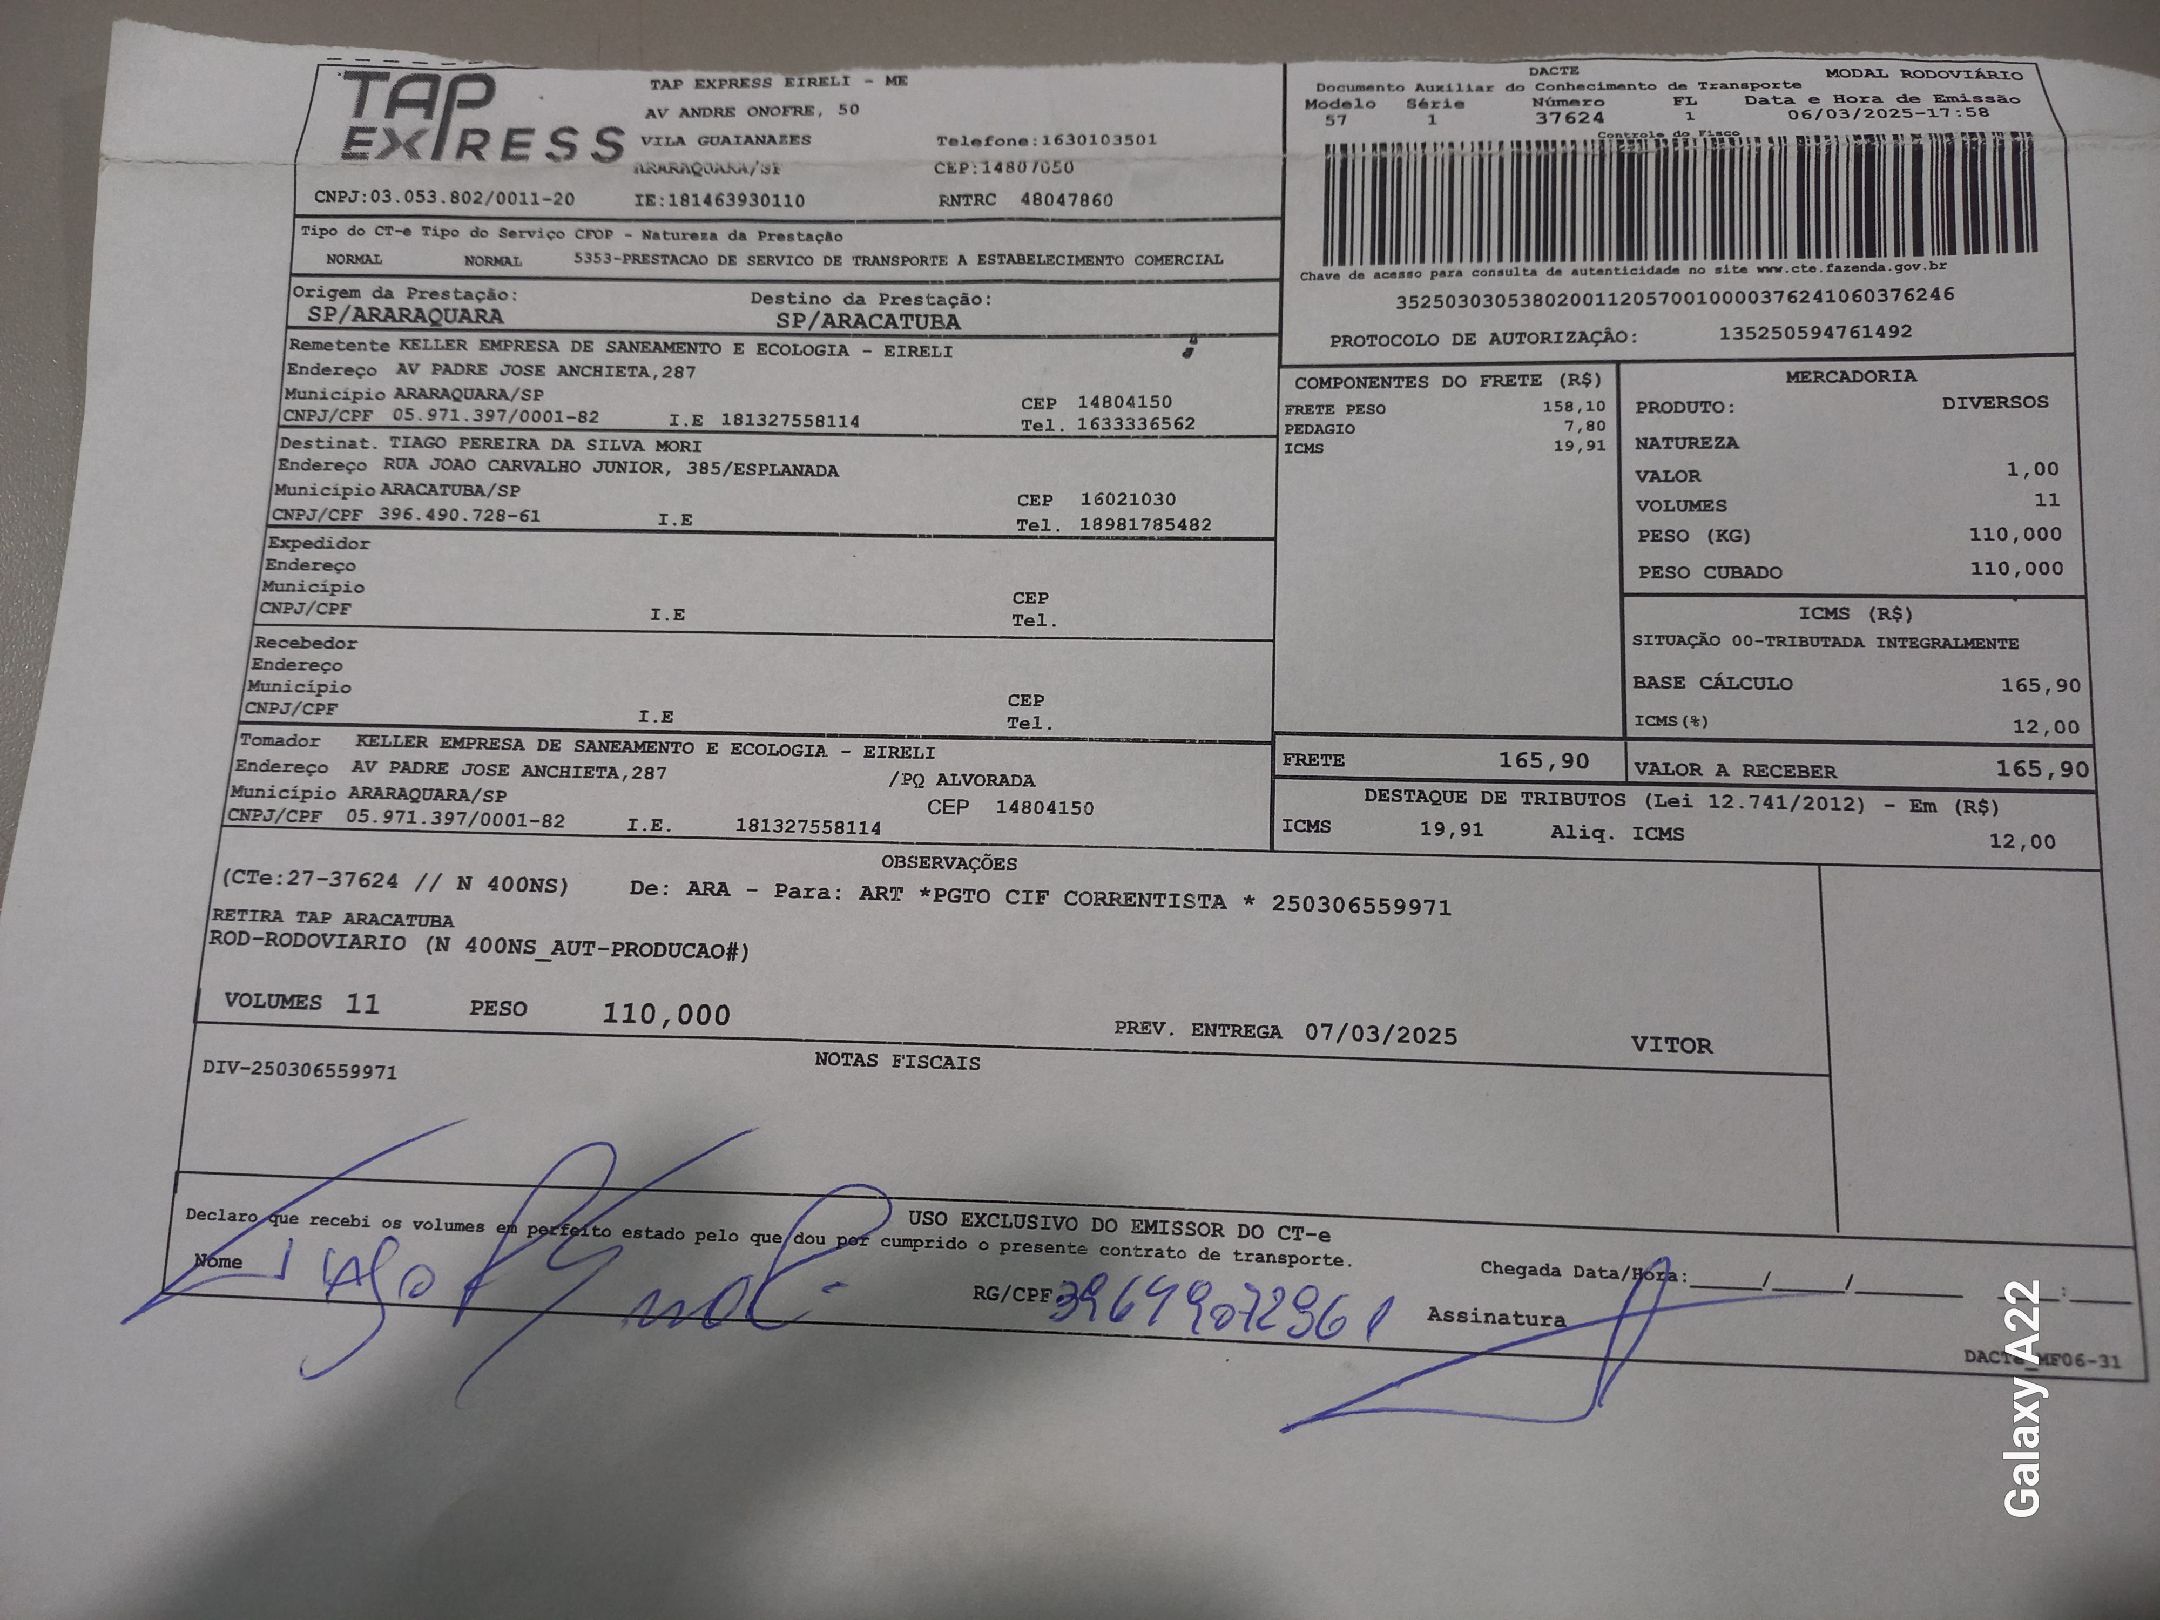 TAP EXPRESS
TAP EXPRESS EIRELI - ME
AV ANDRE ONOFRE, 50
VILA GUAIANAZES Telefone:1630103501
ARARAQUARA/SP CEP:14807050
CNPJ:03.053.802/0011-20 IE:181463930110 RNTRC 48047860
DACTE MODAL RODOVIÁRIO
Documento Auxiliar do Conhecimento de Transporte
Modelo Série Número FL Data e Hora de Emissão
57 1 37624 1 06/03/2025-17:58
Controle do Fisco
Chave de acesso para consulta de autenticidade no site www.cte.fazenda.gov.br
35250303053802001120570010000376241060376246
PROTOCOLO DE AUTORIZAÇÃO: 135250594761492
Tipo do CT-e Tipo do Serviço CFOP - Natureza da Prestação
NORMAL NORMAL 5353-PRESTACAO DE SERVICO DE TRANSPORTE A ESTABELECIMENTO COMERCIAL
Origem da Prestação: Destino da Prestação:
SP/ARARAQUARA SP/ARACATUBA
Remetente KELLER EMPRESA DE SANEAMENTO E ECOLOGIA - EIRELI
Endereço AV PADRE JOSE ANCHIETA,287
Município ARARAQUARA/SP CEP 14804150
CNPJ/CPF 05.971.397/0001-82 I.E 181327558114 Tel. 1633336562
Destinat. TIAGO PEREIRA DA SILVA MORI
Endereço RUA JOAO CARVALHO JUNIOR, 385/ESPLANADA
Município ARACATUBA/SP CEP 16021030
CNPJ/CPF 396.490.728-61 I.E Tel. 18981785482
Expedidor
Endereço
Município CEP
CNPJ/CPF I.E Tel.
Recebedor
Endereço
Município CEP
CNPJ/CPF I.E Tel.
Tomador KELLER EMPRESA DE SANEAMENTO E ECOLOGIA - EIRELI
Endereço AV PADRE JOSE ANCHIETA,287 /PQ ALVORADA
Município ARARAQUARA/SP CEP 14804150
CNPJ/CPF 05.971.397/0001-82 I.E. 181327558114
COMPONENTES DO FRETE (R$)
FRETE PESO 158,10
PEDAGIO 7,80
ICMS 19,91
MERCADORIA
PRODUTO: DIVERSOS
NATUREZA
VALOR 1,00
VOLUMES 11
PESO (KG) 110,000
PESO CUBADO 110,000
ICMS (R$)
SITUAÇÃO 00-TRIBUTADA INTEGRALMENTE
BASE CÁLCULO 165,90
ICMS(%) 12,00
FRETE 165,90 VALOR A RECEBER 165,90
DESTAQUE DE TRIBUTOS (Lei 12.741/2012) - Em (R$)
ICMS 19,91 Aliq. ICMS 12,00
OBSERVAÇÕES
(CTe:27-37624 // N 400NS) De: ARA - Para: ART *PGTO CIF CORRENTISTA * 250306559971
RETIRA TAP ARACATUBA
ROD-RODOVIARIO (N 400NS_AUT-PRODUCAO#)
VOLUMES 11 PESO 110,000 PREV. ENTREGA 07/03/2025 VITOR
NOTAS FISCAIS
DIV-250306559971
USO EXCLUSIVO DO EMISSOR DO CT-e
Declaro que recebi os volumes em perfeito estado pelo que dou por cumprido o presente contrato de transporte.
Nome RG/CPF 39649072861 Assinatura Chegada Data/Hora:____/____/______ ___:____
DACTe_MF06-31
Galaxy A22